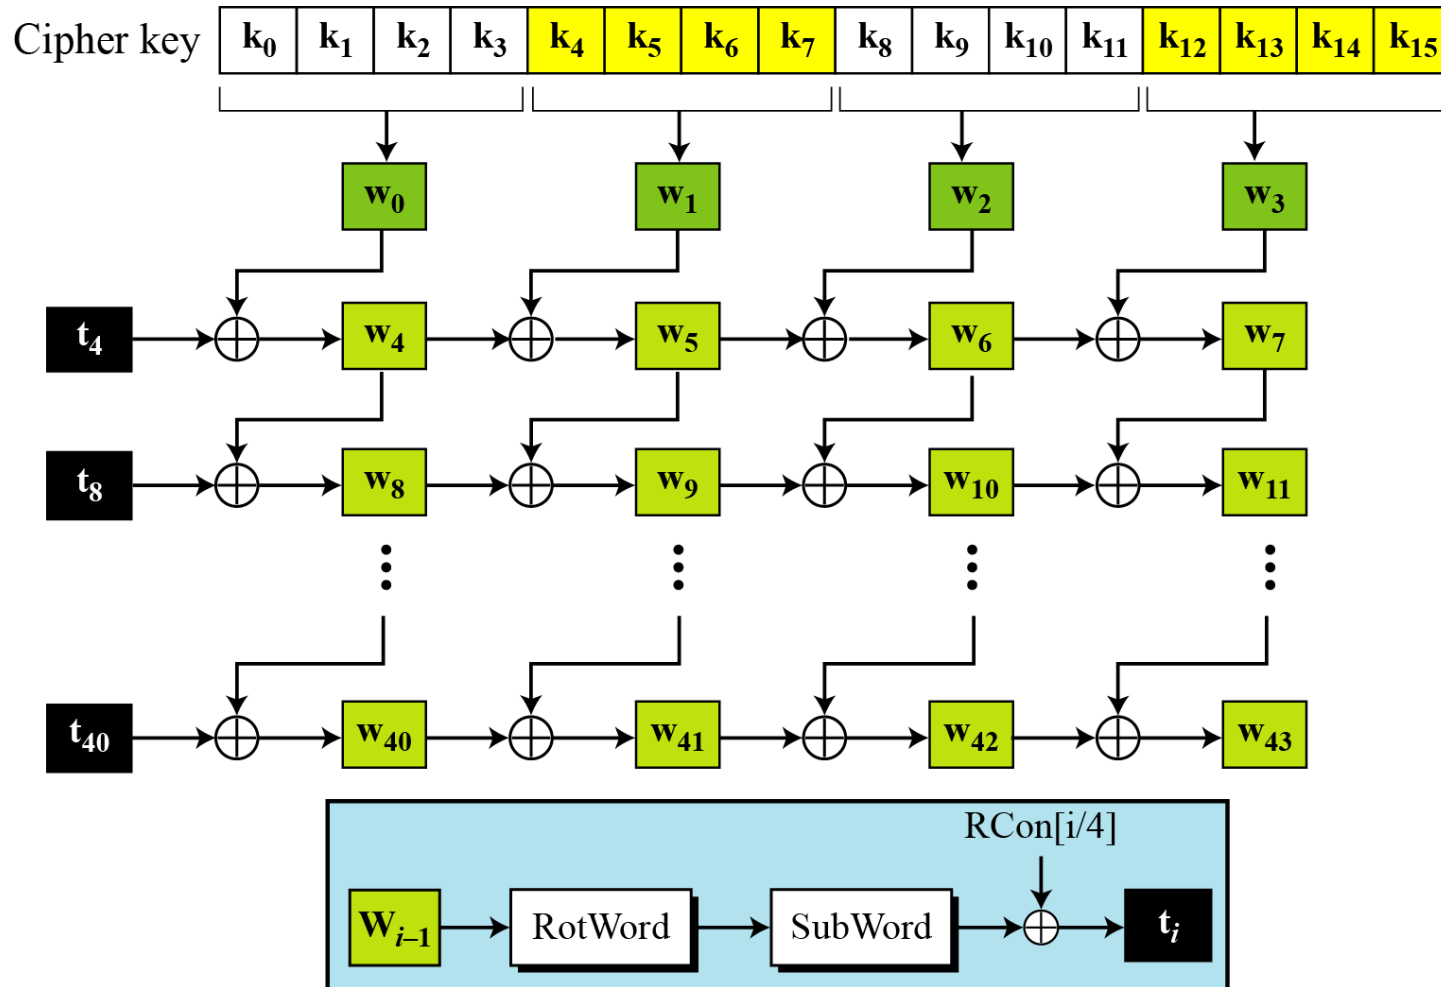 Cipher key k0 k1 k2 k3 k4 k5 k6 k7 k8 k9 k10 k11 k12 k13 k14 k15
w0 w1 w2 w3
t4 w4 w5 w6 w7
t8 w8 w9 w10 w11
t40 w40 w41 w42 w43
RCon[i/4]
Wi–1 RotWord SubWord ti